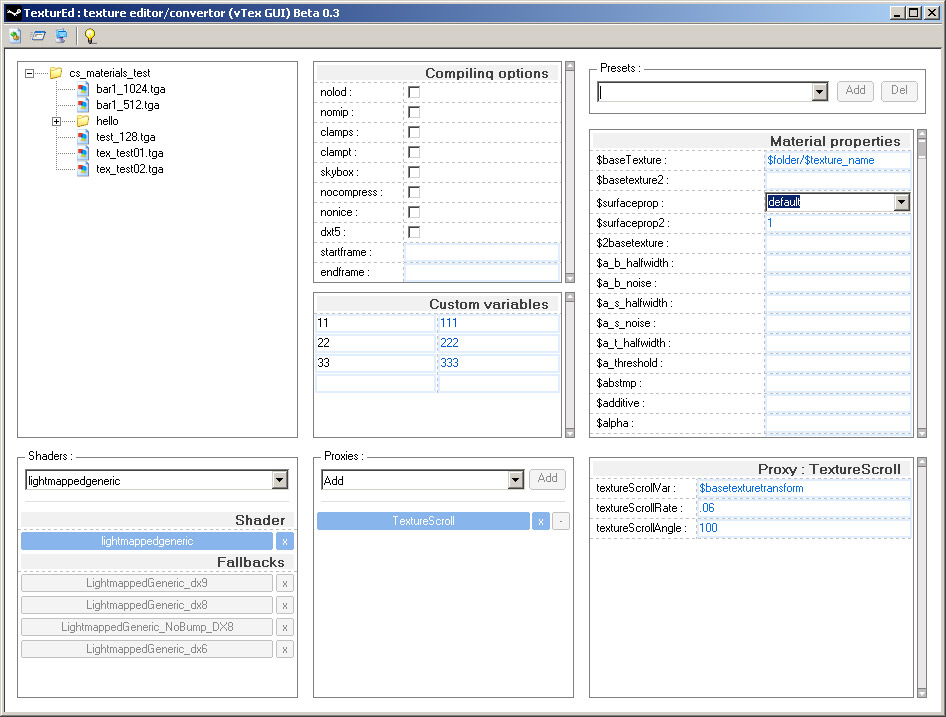 TexturEd : texture editor/convertor (vTex GUI) Beta 0.3
cs_materials_test
bar1_1024.tga
bar1_512.tga
hello
test_128.tga
tex_test01.tga
tex_test02.tga
Compiling options
nolod :
nomip :
clamps :
clampt :
skybox :
nocompress :
nonice :
dxt5 :
startframe :
endframe :
Custom variables
11 111
22 222
33 333
Presets :
Add Del
Material properties
$baseTexture : $folder/$texture_name
$basetexture2 :
$surfaceprop : default
$surfaceprop2 : 1
$2basetexture :
$a_b_halfwidth :
$a_b_noise :
$a_s_halfwidth :
$a_s_noise :
$a_t_halfwidth :
$a_threshold :
$abstmp :
$additive :
$alpha :
Shaders :
lightmappedgeneric
Shader
lightmappedgeneric x
Fallbacks
LightmappedGeneric_dx9 x
LightmappedGeneric_dx8 x
LightmappedGeneric_NoBump_DX8 x
LightmappedGeneric_dx6 x
Proxies :
Add Add
TextureScroll x -
Proxy : TextureScroll
textureScrollVar : $basetexturetransform
textureScrollRate : .06
textureScrollAngle : 100